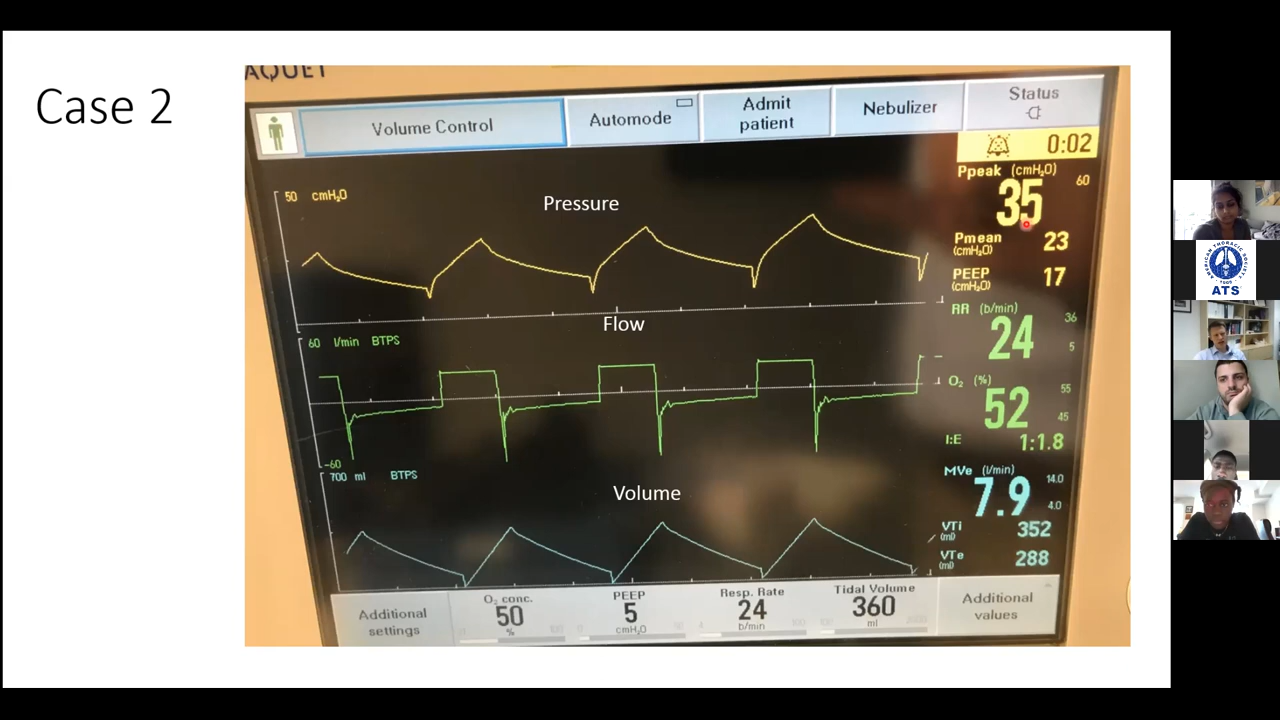 Case 2
AQUET
Volume Control
Automode
Admit
patient
Nebulizer
Status
0:02
50 cmH₂O
Pressure
Ppeak (cmH₂O)
60
35
Pmean
(cmH₂O)
23
PEEP
(cmH₂O)
17
Flow
60 l/min BTPS
RR (b/min)
36
24
5
O₂ (%)
55
52
45
I:E
1:1.8
-60
700 ml BTPS
Volume
MVe (l/min)
14.0
7.9
4.0
VTi
(ml)
352
VTe
(ml)
288
Additional
settings
O₂ conc.
50
%
PEEP
5
cmH₂O
Resp. Rate
24
b/min
Tidal Volume
360
ml
Additional
values
AMERICAN THORACIC SOCIETY
ATS